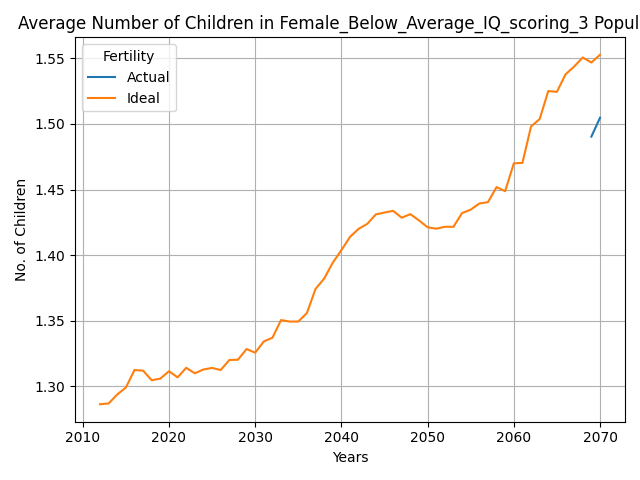 Average Number of Children in Female_Below_Average_IQ_scoring_3 Popul
Fertility
Actual
Ideal
1.55
1.50
1.45
1.40
1.35
1.30
No. of Children
2010 2020 2030 2040 2050 2060 2070
Years